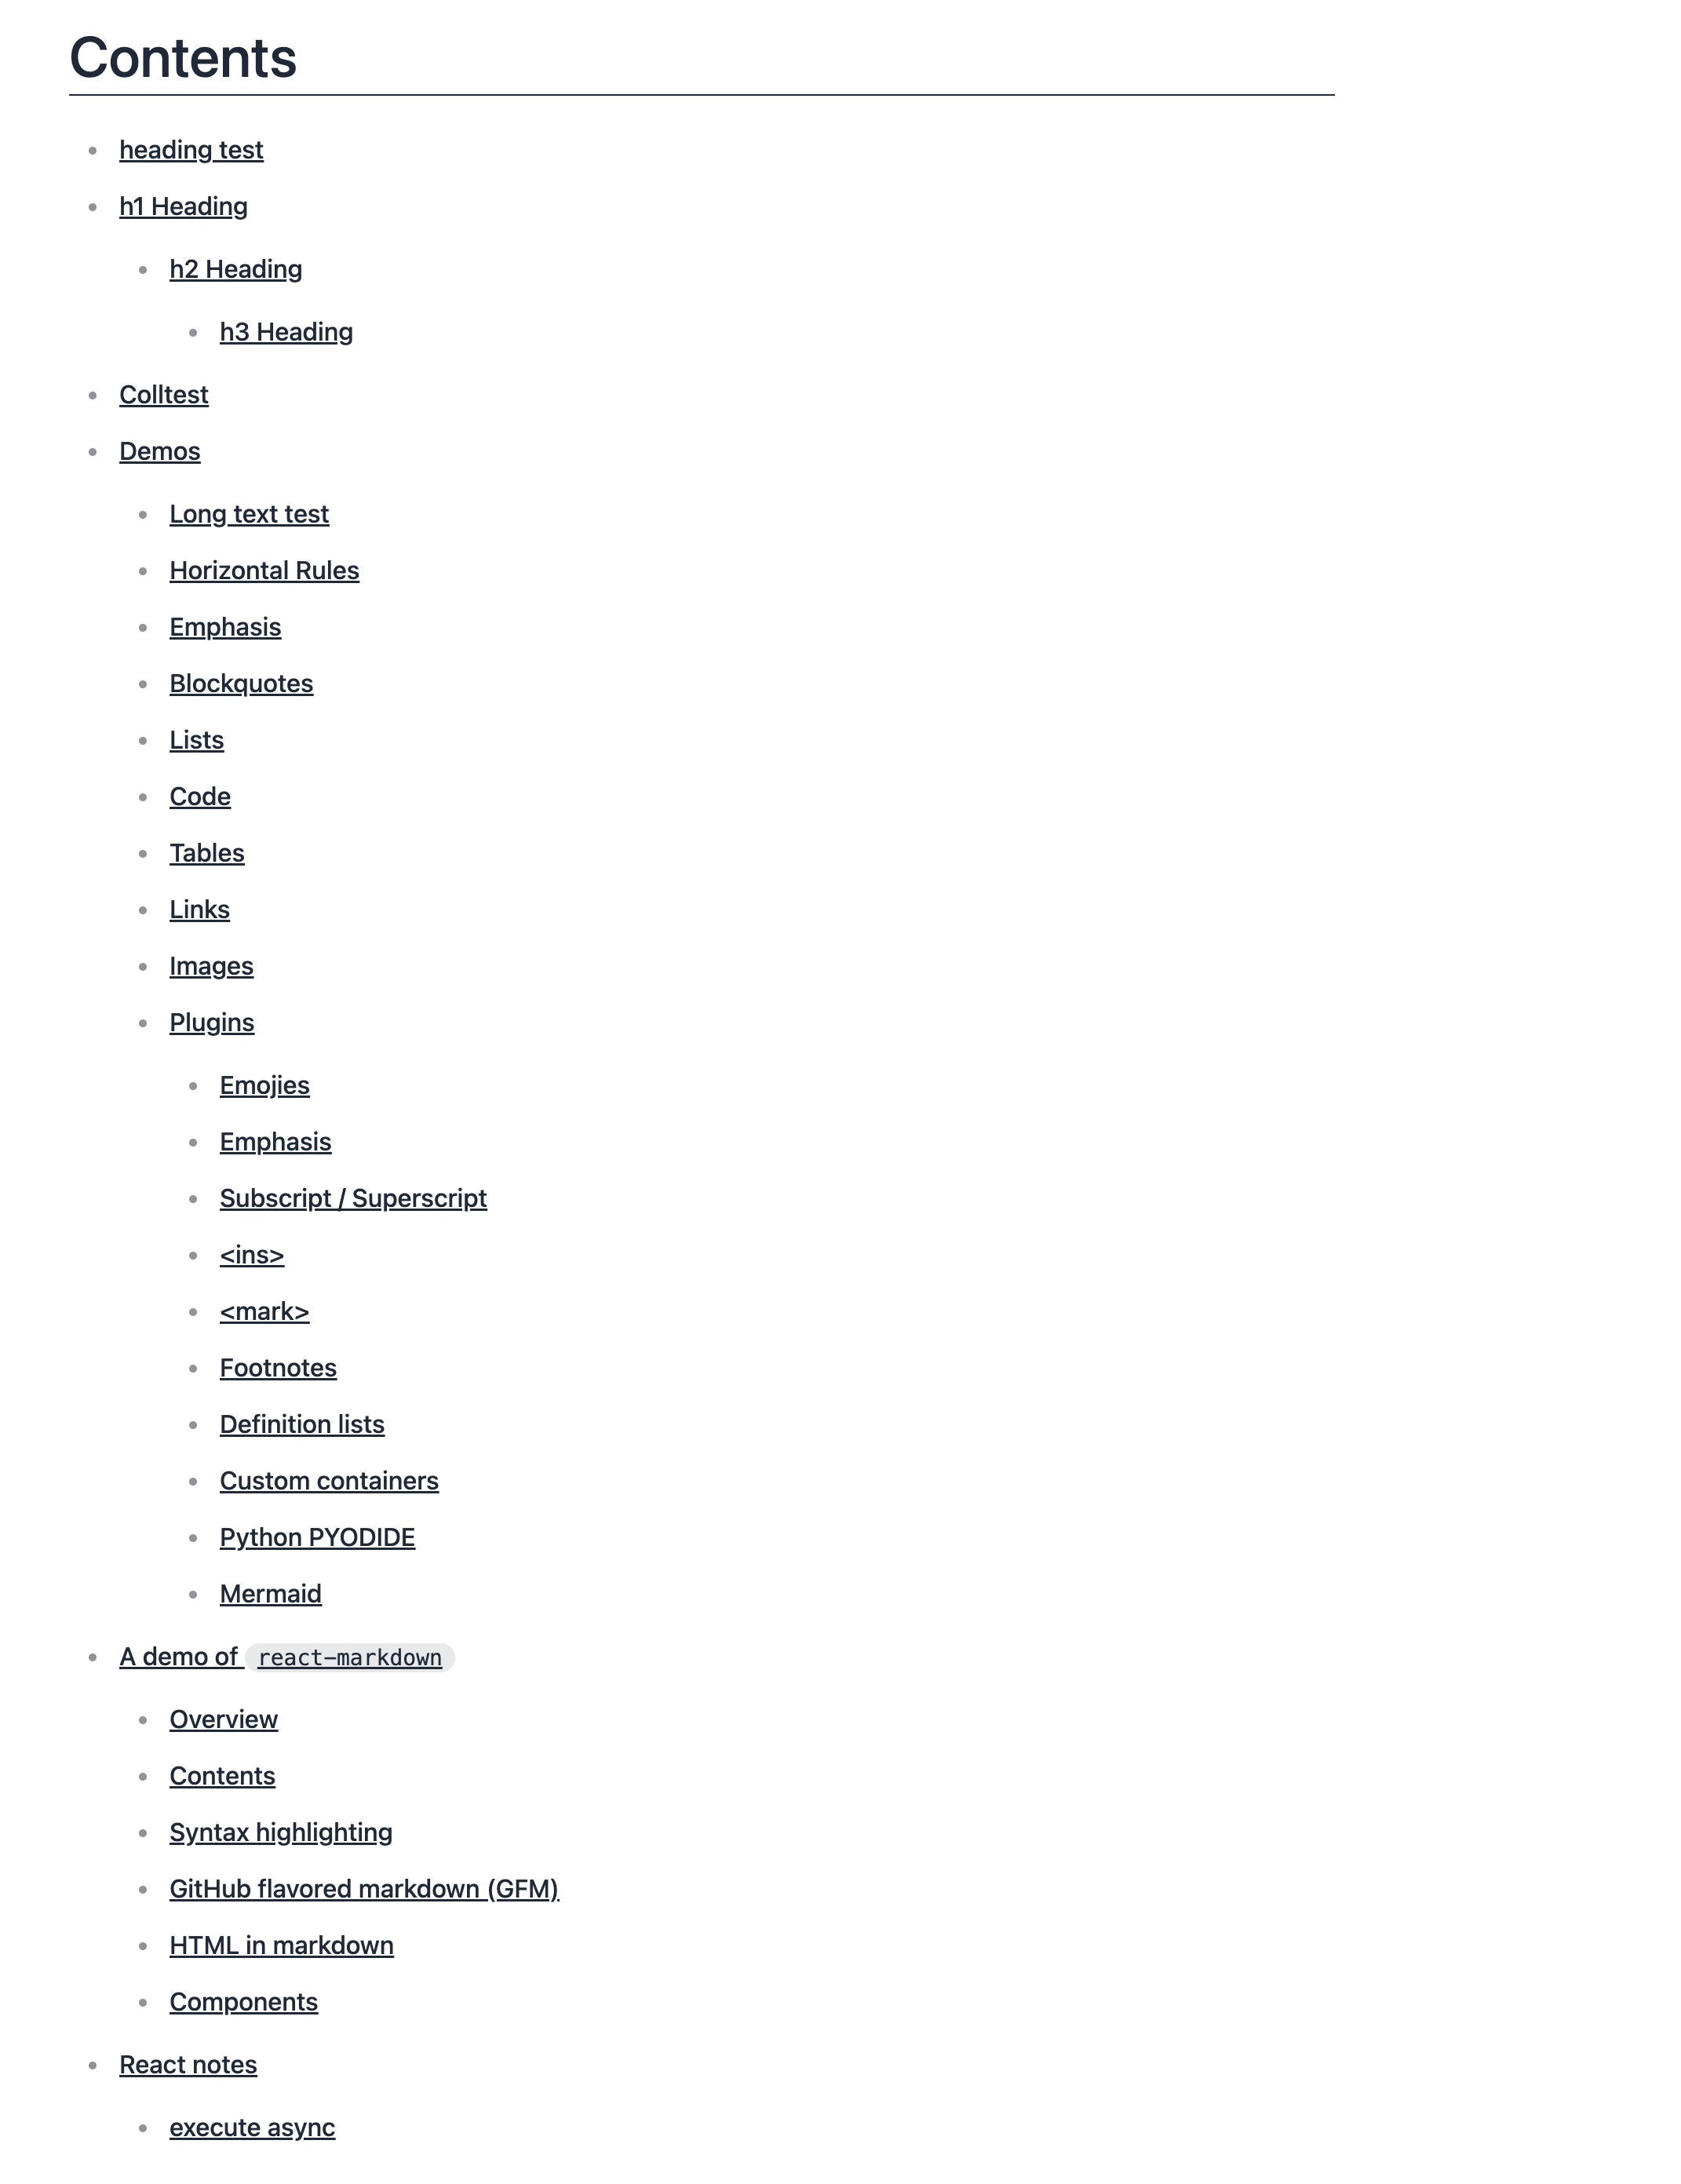 Contents
heading test
h1 Heading
h2 Heading
h3 Heading
Colltest
Demos
Long text test
Horizontal Rules
Emphasis
Blockquotes
Lists
Code
Tables
Links
Images
Plugins
Emojies
Emphasis
Subscript / Superscript
<ins>
<mark>
Footnotes
Definition lists
Custom containers
Python PYODIDE
Mermaid
A demo of react-markdown
Overview
Contents
Syntax highlighting
GitHub flavored markdown (GFM)
HTML in markdown
Components
React notes
execute async